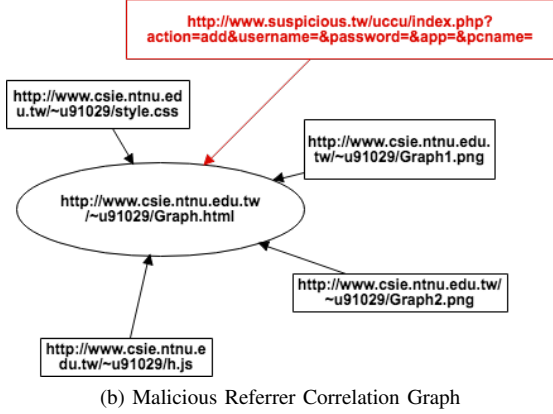 http://www.suspicious.tw/uccu/index.php?
action=add&username=&password=&app=&pcname=
http://www.csie.ntnu.ed
u.tw/~u91029/style.css
http://www.csie.ntnu.edu.
tw/~u91029/Graph1.png
http://www.csie.ntnu.edu.tw
/~u91029/Graph.html
http://www.csie.ntnu.edu.tw/
~u91029/Graph2.png
http://www.csie.ntnu.e
du.tw/~u91029/h.js
(b) Malicious Referrer Correlation Graph